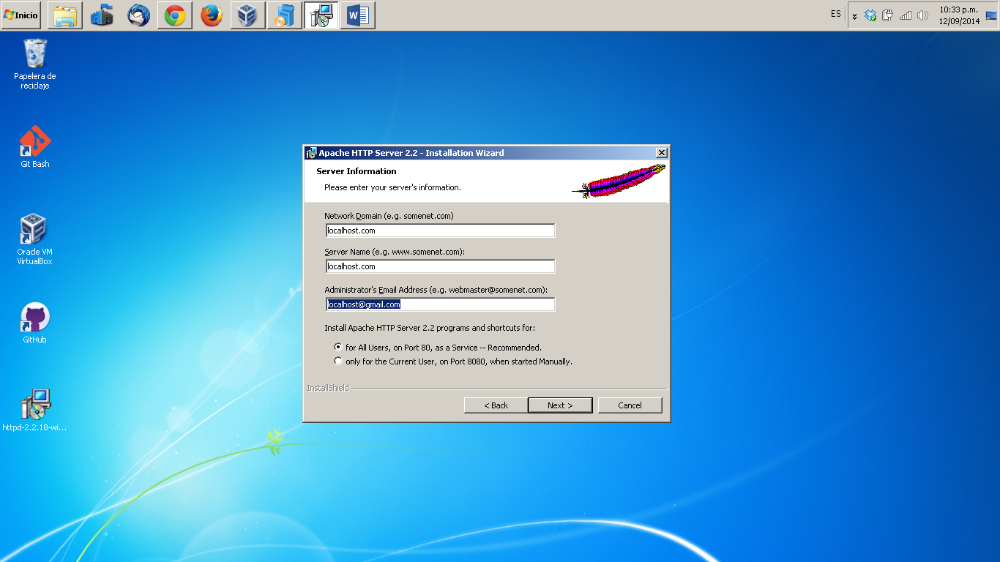 Inicio
ES
10:33 p.m.
12/09/2014
Papelera de
reciclaje
Git Bash
Oracle VM
VirtualBox
GitHub
httpd-2.2.18-wi...
Apache HTTP Server 2.2 - Installation Wizard
Server Information
Please enter your server's information.
Network Domain (e.g. somenet.com)
localhost.com
Server Name (e.g. www.somenet.com):
localhost.com
Administrator's Email Address (e.g. webmaster@somenet.com):
localhost@gmail.com
Install Apache HTTP Server 2.2 programs and shortcuts for:
for All Users, on Port 80, as a Service -- Recommended.
only for the Current User, on Port 8080, when started Manually.
InstallShield
< Back
Next >
Cancel